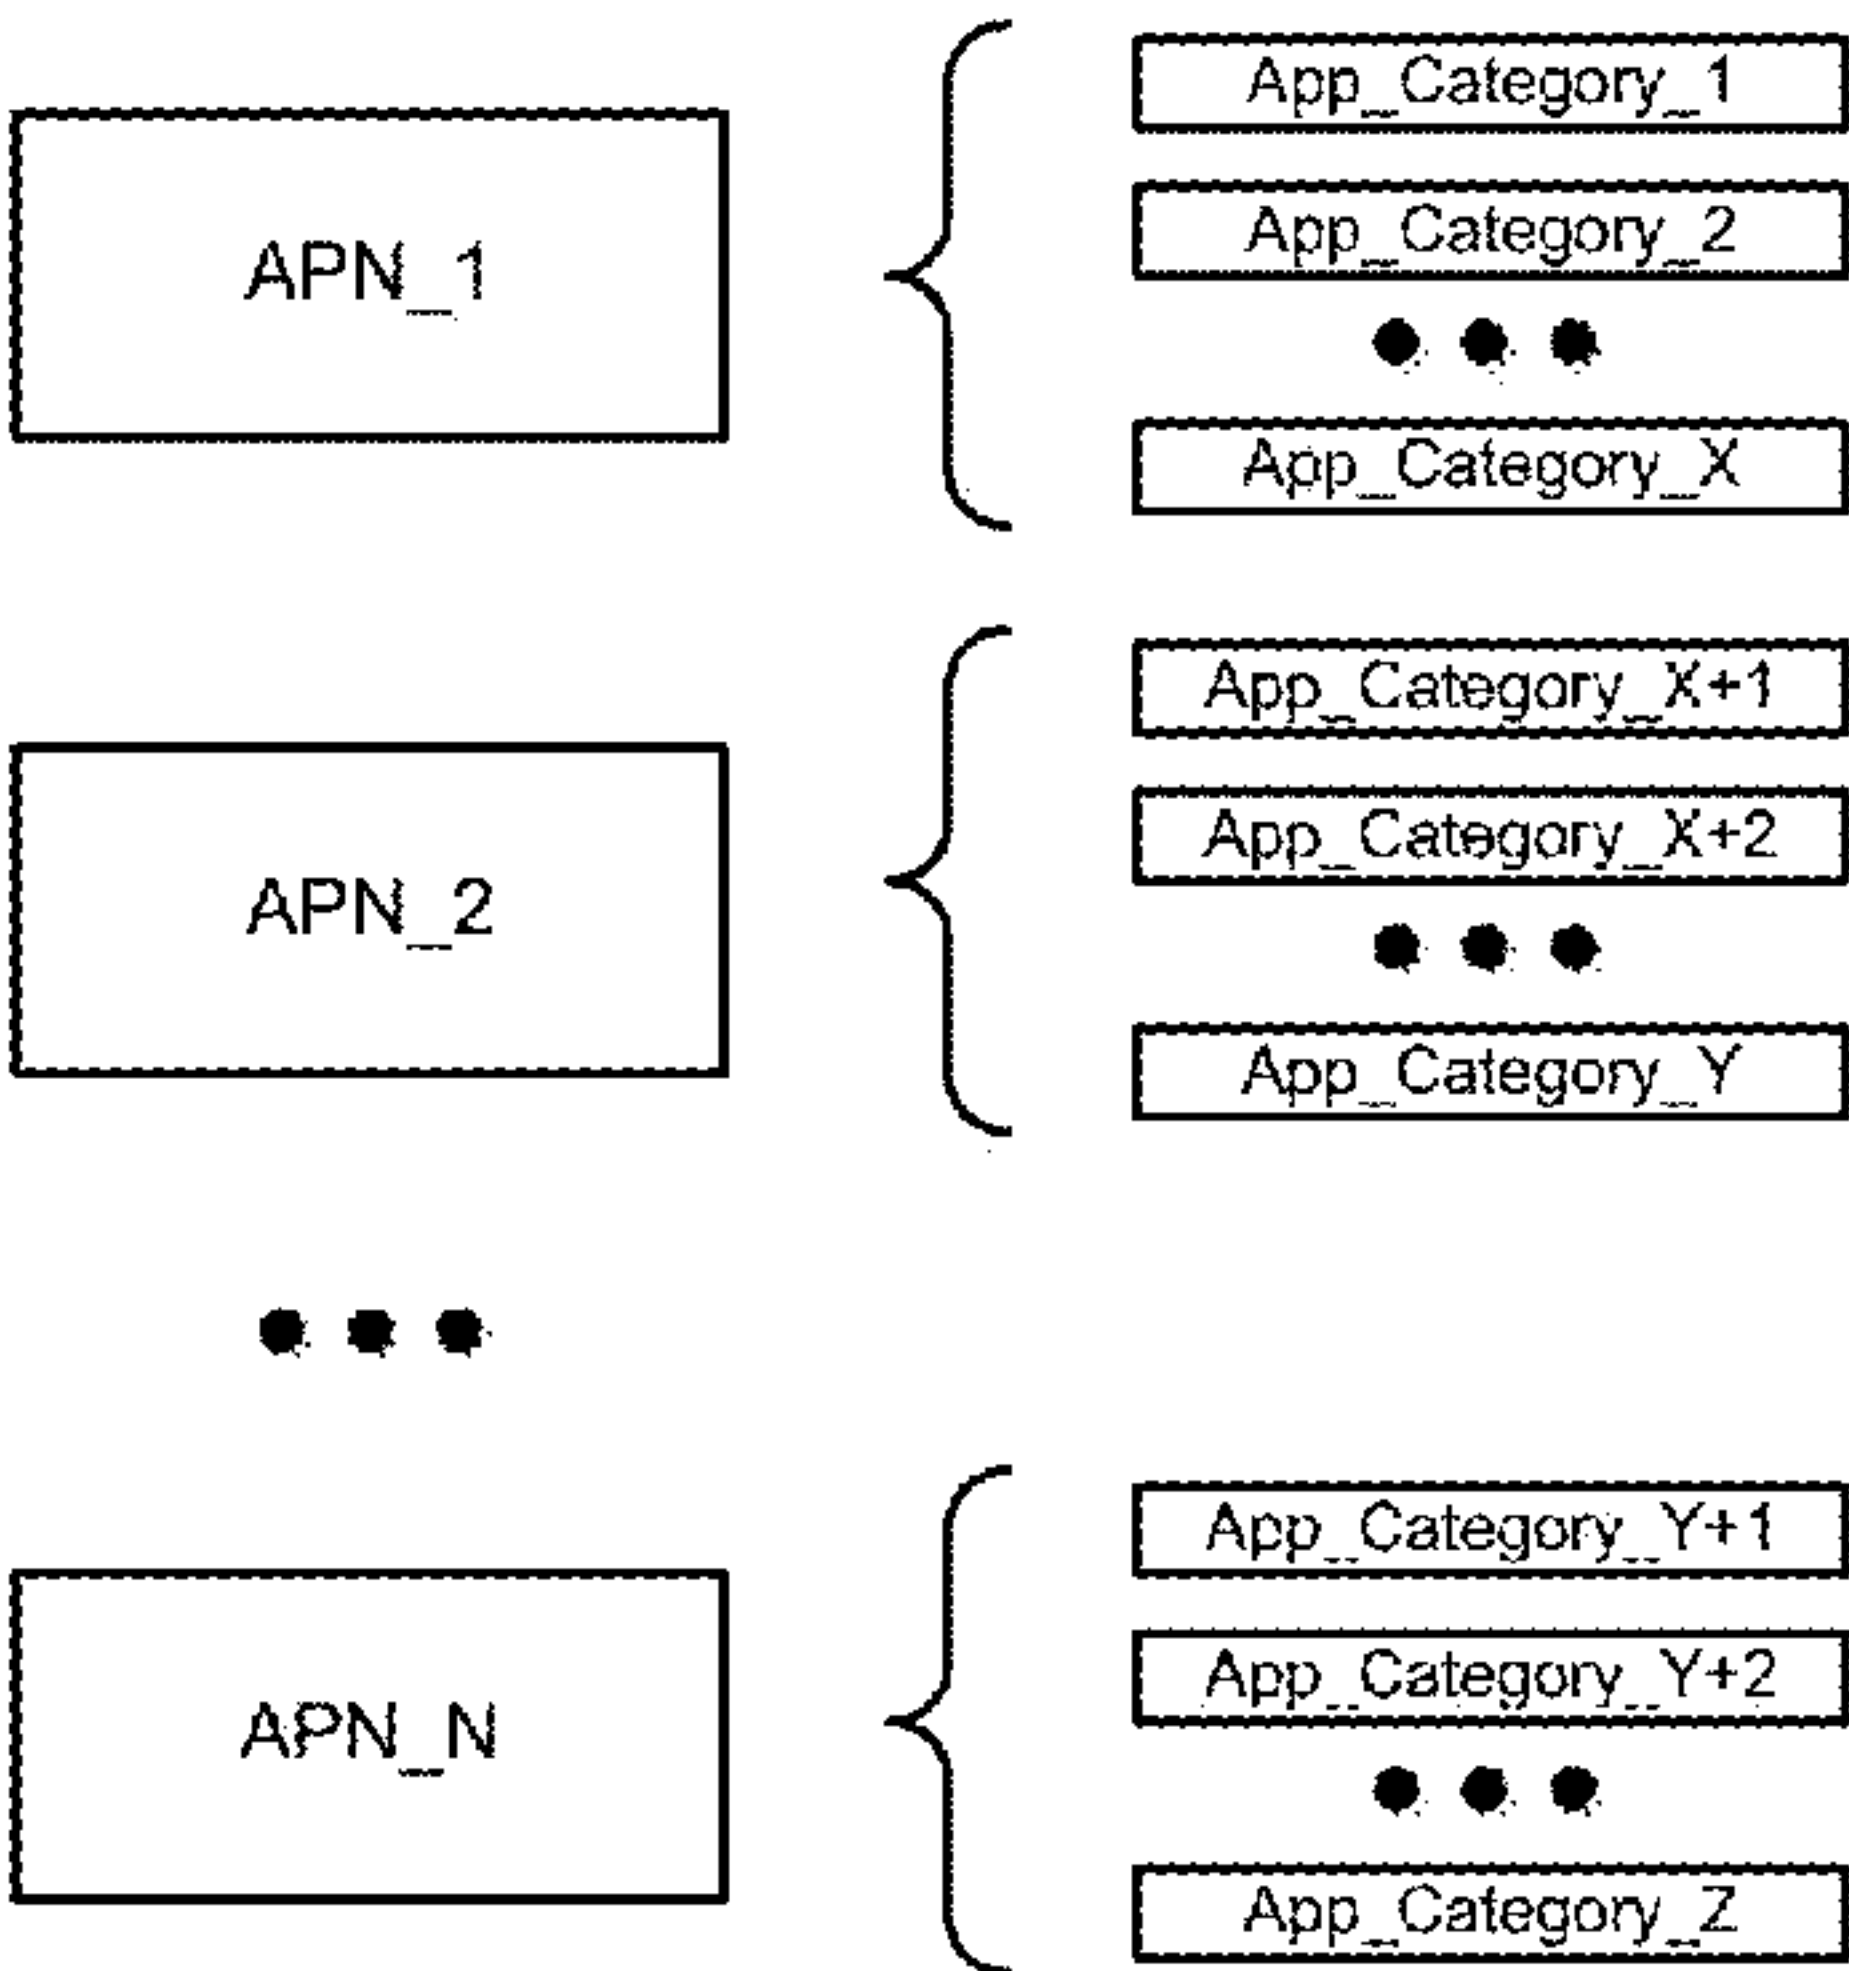 APN_1
App_Category_1
App_Category_2
App_Category_X
APN_2
App_Category_X+1
App_Category_X+2
App_Category_Y
APN_N
App_Category_Y+1
App_Category_Y+2
App_Category_Z